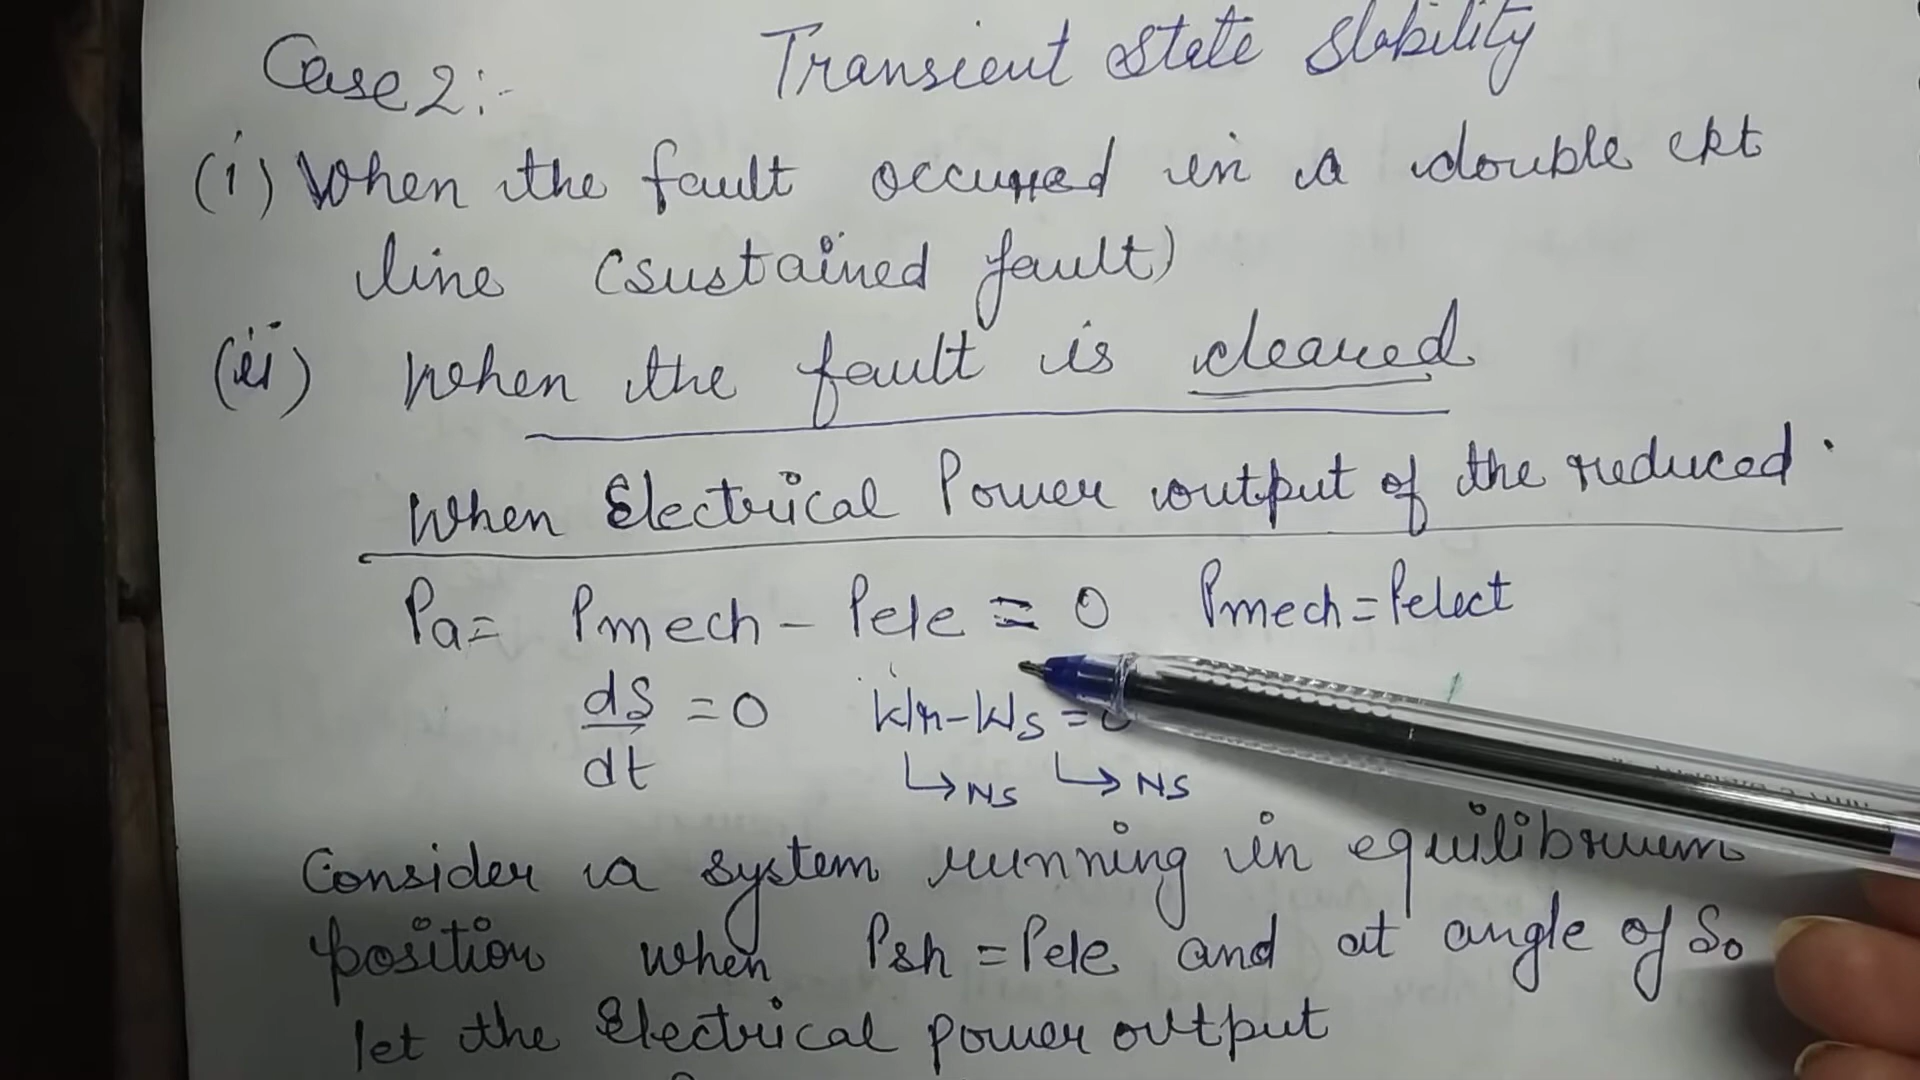 Case 2:- Transient State Stability
(i) When the fault occurred in a double ckt
line (sustained fault)
(ii) When the fault is cleared
When Electrical Power output of the reduced.
Pa = Pmech - Pele = 0 Pmech = Pelect
dδ/dt = 0 Wr - Ws = 0
↳NS ↳NS
Consider a system running in equilibrium
position when Psh = Pele and at angle of δ₀
let the Electrical power output